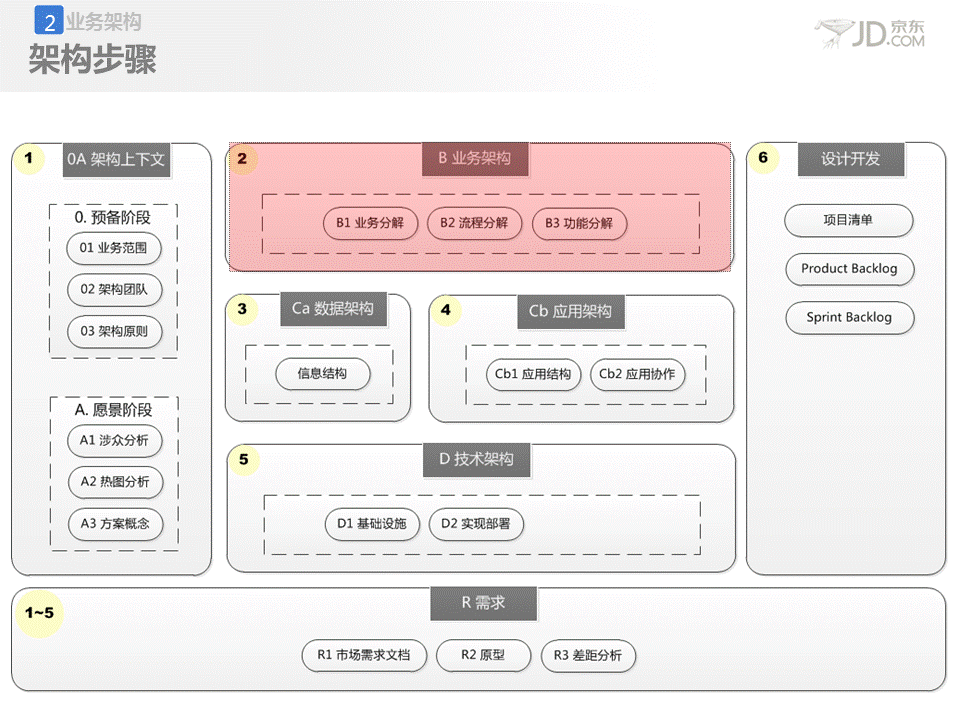 2 业务架构
架构步骤
JD 京东
.COM
1
0A 架构上下文
0. 预备阶段
01 业务范围
02 架构团队
03 架构原则
A. 愿景阶段
A1 涉众分析
A2 热图分析
A3 方案概念
2
B 业务架构
B1 业务分解
B2 流程分解
B3 功能分解
3
Ca 数据架构
信息结构
4
Cb 应用架构
Cb1 应用结构
Cb2 应用协作
5
D 技术架构
D1 基础设施
D2 实现部署
6
设计开发
项目清单
Product Backlog
Sprint Backlog
1~5
R 需求
R1 市场需求文档
R2 原型
R3 差距分析